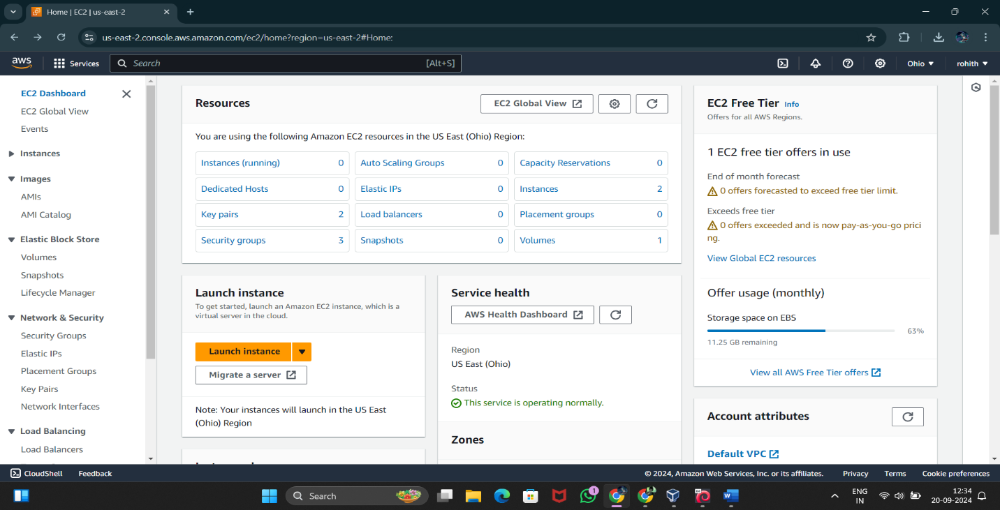 Home | EC2 | us-east-2
us-east-2.console.aws.amazon.com/ec2/home?region=us-east-2#Home:
aws
Services
Search
[Alt+S]
Ohio
rohith
EC2 Dashboard
EC2 Global View
Events
Instances
Images
AMIs
AMI Catalog
Elastic Block Store
Volumes
Snapshots
Lifecycle Manager
Network & Security
Security Groups
Elastic IPs
Placement Groups
Key Pairs
Network Interfaces
Load Balancing
Load Balancers
Resources
EC2 Global View
You are using the following Amazon EC2 resources in the US East (Ohio) Region:
Instances (running) 0
Auto Scaling Groups 0
Capacity Reservations 0
Dedicated Hosts 0
Elastic IPs 0
Instances 2
Key pairs 2
Load balancers 0
Placement groups 0
Security groups 3
Snapshots 0
Volumes 1
Launch instance
To get started, launch an Amazon EC2 instance, which is a
virtual server in the cloud.
Launch instance
Migrate a server
Note: Your instances will launch in the US East
(Ohio) Region
Service health
AWS Health Dashboard
Region
US East (Ohio)
Status
This service is operating normally.
Zones
EC2 Free Tier Info
Offers for all AWS Regions.
1 EC2 free tier offers in use
End of month forecast
0 offers forecasted to exceed free tier limit.
Exceeds free tier
0 offers exceeded and is now pay-as-you-go prici
ng.
View Global EC2 resources
Offer usage (monthly)
Storage space on EBS
63%
11.25 GB remaining
View all AWS Free Tier offers
Account attributes
Default VPC
CloudShell
Feedback
© 2024, Amazon Web Services, Inc. or its affiliates.
Privacy
Terms
Cookie preferences
Search
1
ENG
IN
12:34
20-09-2024